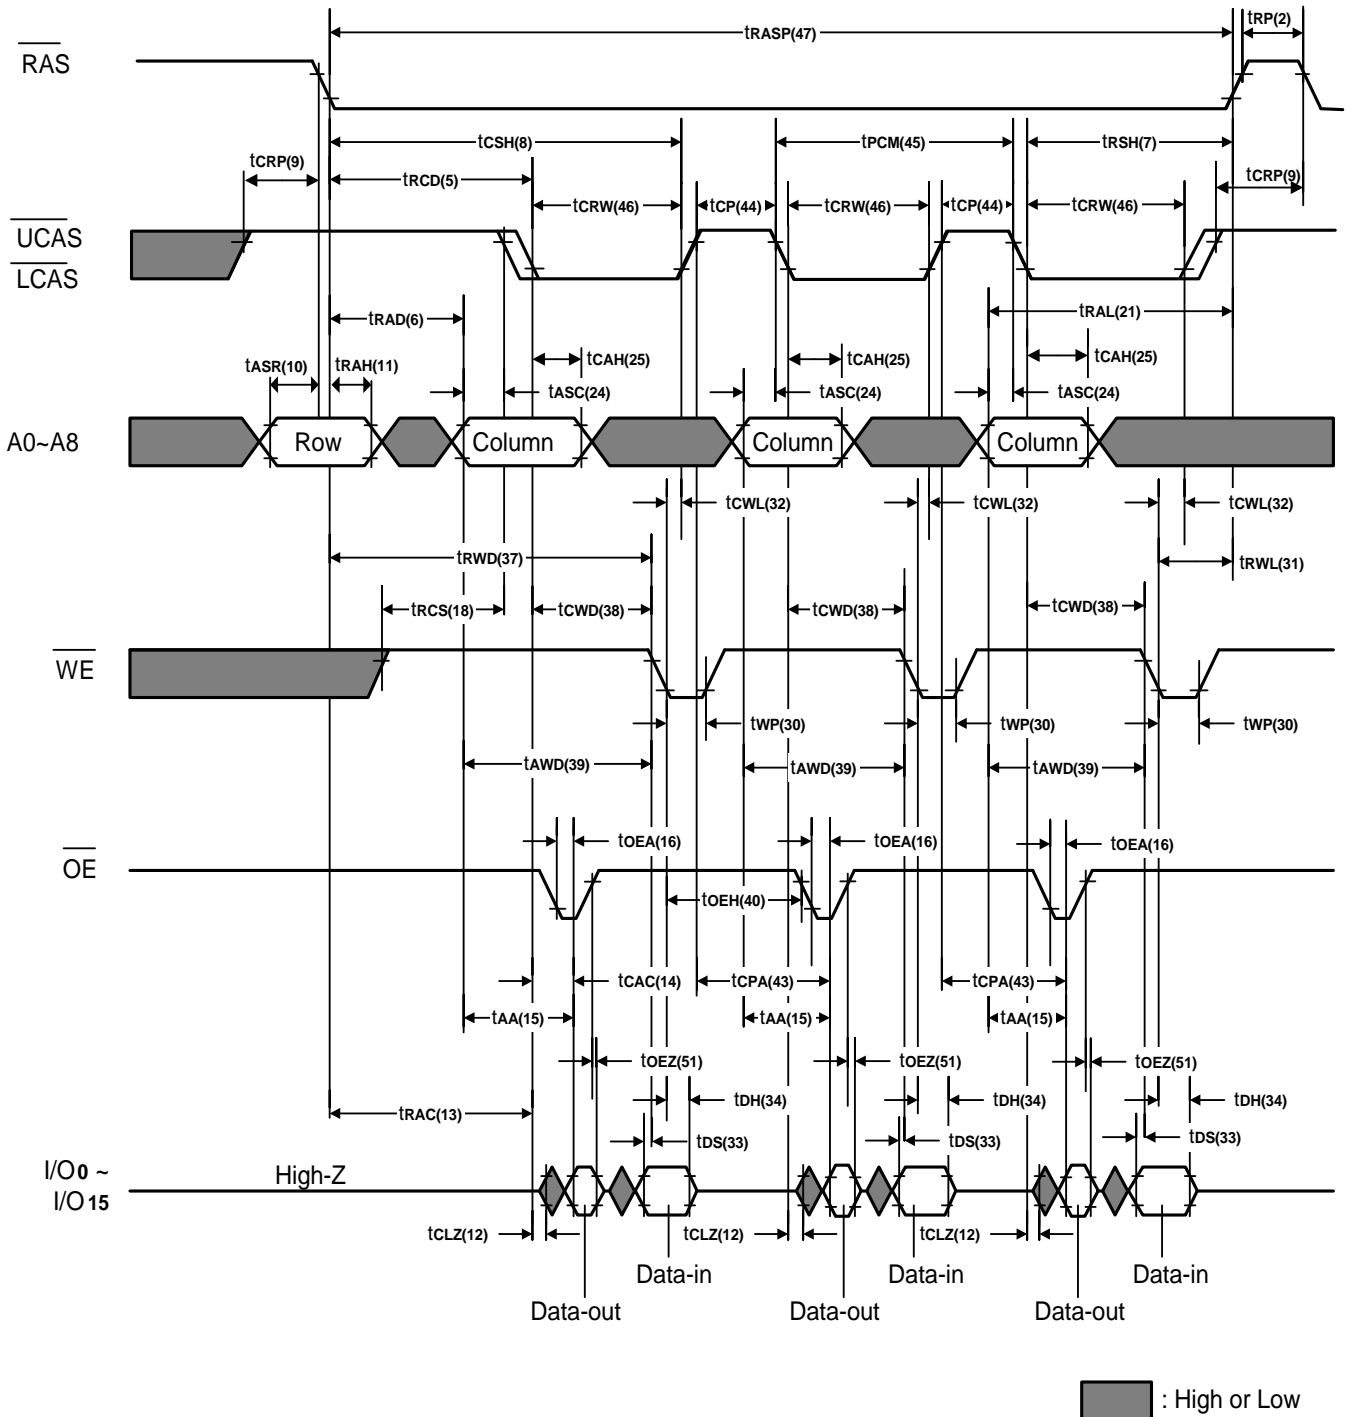 tRASP(47)
tRP(2)
RAS
tCSH(8)
tPCM(45)
tRSH(7)
tCRP(9)
tRCD(5)
tCRP(9)
tCRW(46)
tCP(44)
tCRW(46)
tCP(44)
tCRW(46)
UCAS
LCAS
tRAD(6)
tRAL(21)
tASR(10)
tRAH(11)
tCAH(25)
tCAH(25)
tCAH(25)
tASC(24)
tASC(24)
tASC(24)
A0~A8
Row
Column
Column
Column
tCWL(32)
tCWL(32)
tCWL(32)
tRWD(37)
tRWL(31)
tRCS(18)
tCWD(38)
tCWD(38)
tCWD(38)
WE
tWP(30)
tWP(30)
tWP(30)
tAWD(39)
tAWD(39)
tAWD(39)
tOEA(16)
tOEA(16)
tOEA(16)
OE
tOEH(40)
tCAC(14)
tCPA(43)
tCPA(43)
tAA(15)
tAA(15)
tAA(15)
tOEZ(51)
tOEZ(51)
tOEZ(51)
tRAC(13)
tDH(34)
tDH(34)
tDH(34)
tDS(33)
tDS(33)
tDS(33)
I/O0 ~
I/O15
High-Z
tCLZ(12)
tCLZ(12)
tCLZ(12)
Data-in
Data-in
Data-in
Data-out
Data-out
Data-out
: High or Low